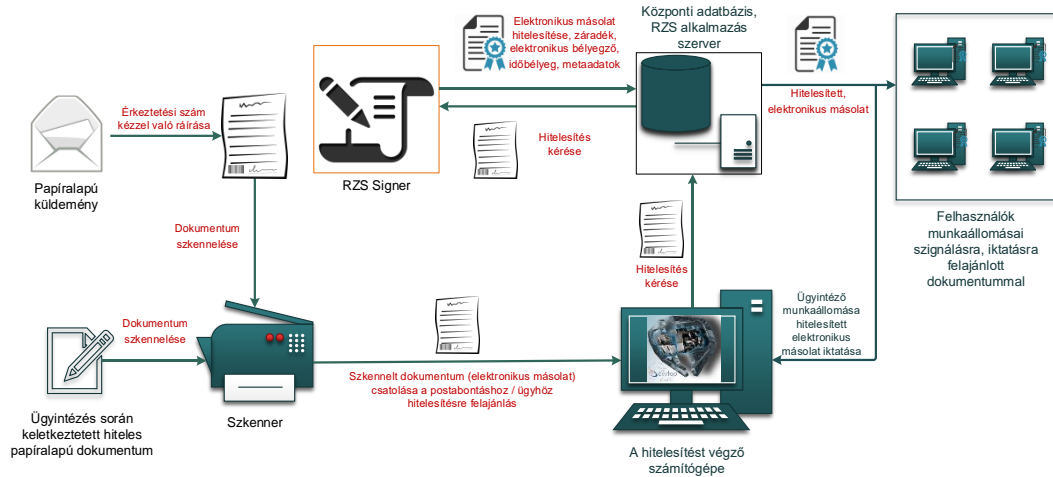 Központi adatbázis,
RZS alkalmazás
szerver
Elektronikus másolat
hitelesítése, záradék,
elektronikus bélyegző,
időbélyeg, metaadatok
Érkeztetési szám
kézzel való ráírása
Hitelesített,
elektronikus másolat
Hitelesítés
kérése
Papíralapú
küldemény
RZS Signer
Dokumentum
szkennelése
Hitelesítés
kérése
Felhasználók
munkaállomásai
szignálásra, iktatásra
felajánlott
dokumentummal
Dokumentum
szkennelése
Ügyintéző
munkaállomása
hitelesített
elektronikus
másolat iktatása
Szkennelt dokumentum (elektronikus másolat)
csatolása a postabontáshoz / ügyhöz
hitelesítésre felajánlás
Ügyintézés során
keletkeztetett hiteles
papíralapú dokumentum
Szkenner
A hitelesítést végző
számítógépe